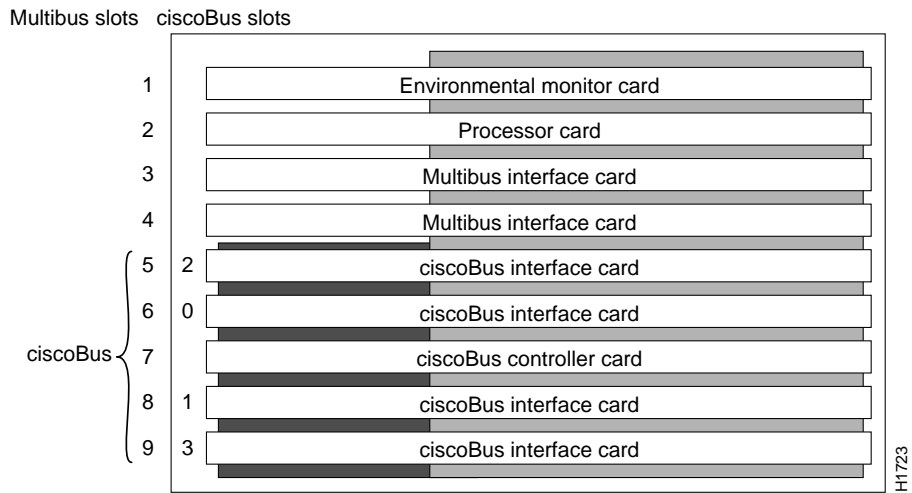 Multibus slots ciscoBus slots
1 Environmental monitor card
2 Processor card
3 Multibus interface card
4 Multibus interface card
5 2 ciscoBus interface card
6 0 ciscoBus interface card
ciscoBus 7 ciscoBus controller card
8 1 ciscoBus interface card
9 3 ciscoBus interface card
H1723